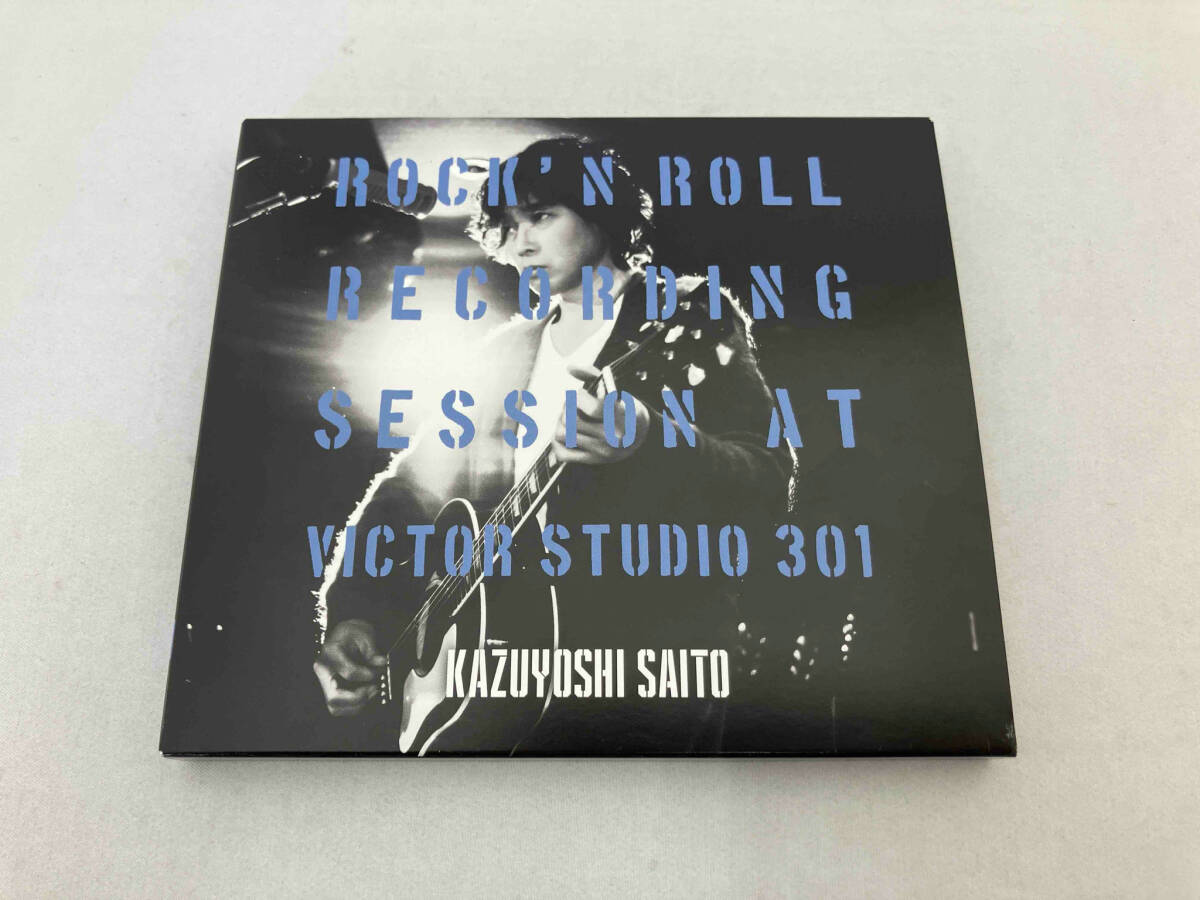 ROCK'N ROLL
RECORDING
SESSION AT
VICTOR STUDIO 301
KAZUYOSHI SAITO